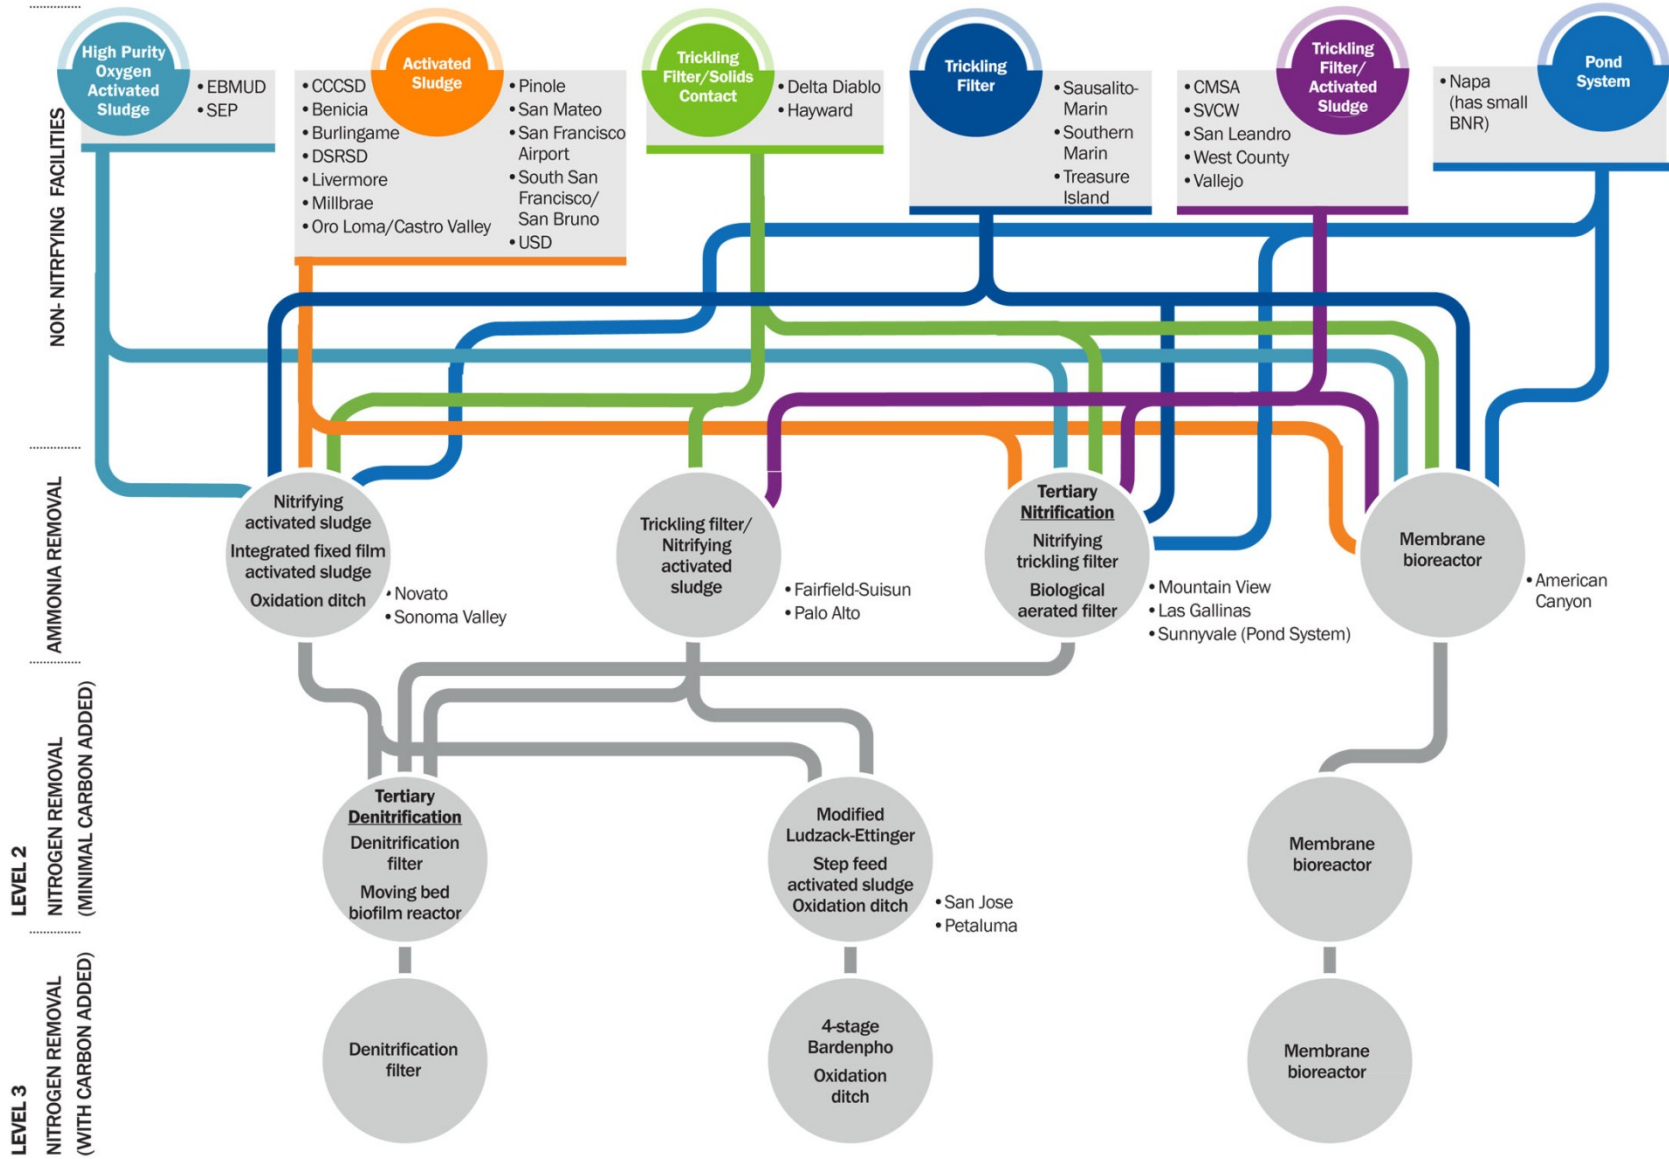 NON- NITRFYING FACILITIES
High Purity
Oxygen
Activated
Sludge
• EBMUD
• SEP
Activated
Sludge
• CCCSD
• Benicia
• Burlingame
• DSRSD
• Livermore
• Millbrae
• Oro Loma/Castro Valley
• Pinole
• San Mateo
• San Francisco
Airport
• South San
Francisco/
San Bruno
• USD
Trickling
Filter/Solids
Contact
• Delta Diablo
• Hayward
Trickling
Filter
• Sausalito-
Marin
• Southern
Marin
• Treasure
Island
Trickling
Filter/
Activated
Sludge
• CMSA
• SVCW
• San Leandro
• West County
• Vallejo
Pond
System
• Napa
(has small
BNR)
AMMONIA REMOVAL
Nitrifying
activated sludge
Integrated fixed film
activated sludge
Oxidation ditch
• Novato
• Sonoma Valley
Trickling filter/
Nitrifying
activated
sludge
• Fairfield-Suisun
• Palo Alto
Tertiary
Nitrification
Nitrifying
trickling filter
Biological
aerated filter
• Mountain View
• Las Gallinas
• Sunnyvale (Pond System)
Membrane
bioreactor
• American
Canyon
LEVEL 2
NITROGEN REMOVAL
(MINIMAL CARBON ADDED)
Tertiary
Denitrification
Denitrification
filter
Moving bed
biofilm reactor
Modified
Ludzack-Ettinger
Step feed
activated sludge
Oxidation ditch
• San Jose
• Petaluma
Membrane
bioreactor
LEVEL 3
NITROGEN REMOVAL
(WITH CARBON ADDED)
Denitrification
filter
4-stage
Bardenpho
Oxidation
ditch
Membrane
bioreactor